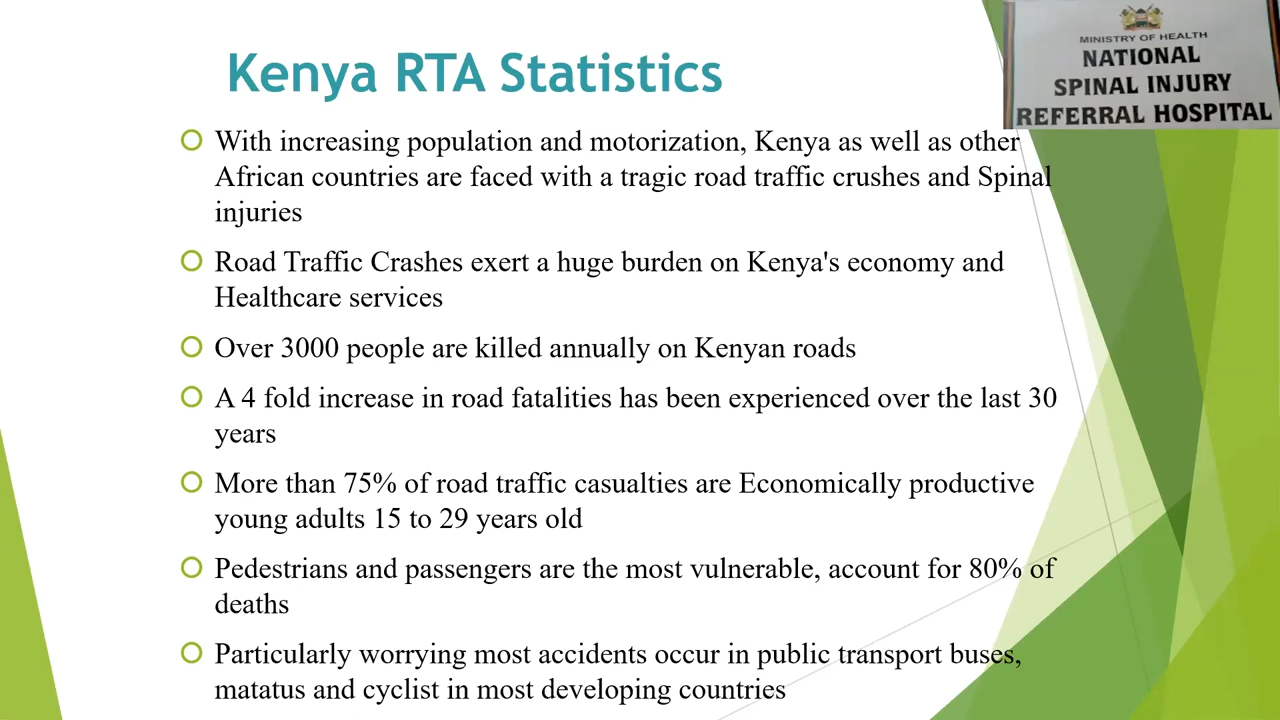 MINISTRY OF HEALTH
NATIONAL
SPINAL INJURY
REFERRAL HOSPITAL
Kenya RTA Statistics
With increasing population and motorization, Kenya as well as other
African countries are faced with a tragic road traffic crushes and Spinal
injuries
Road Traffic Crashes exert a huge burden on Kenya's economy and
Healthcare services
Over 3000 people are killed annually on Kenyan roads
A 4 fold increase in road fatalities has been experienced over the last 30
years
More than 75% of road traffic casualties are Economically productive
young adults 15 to 29 years old
Pedestrians and passengers are the most vulnerable, account for 80% of
deaths
Particularly worrying most accidents occur in public transport buses,
matatus and cyclist in most developing countries